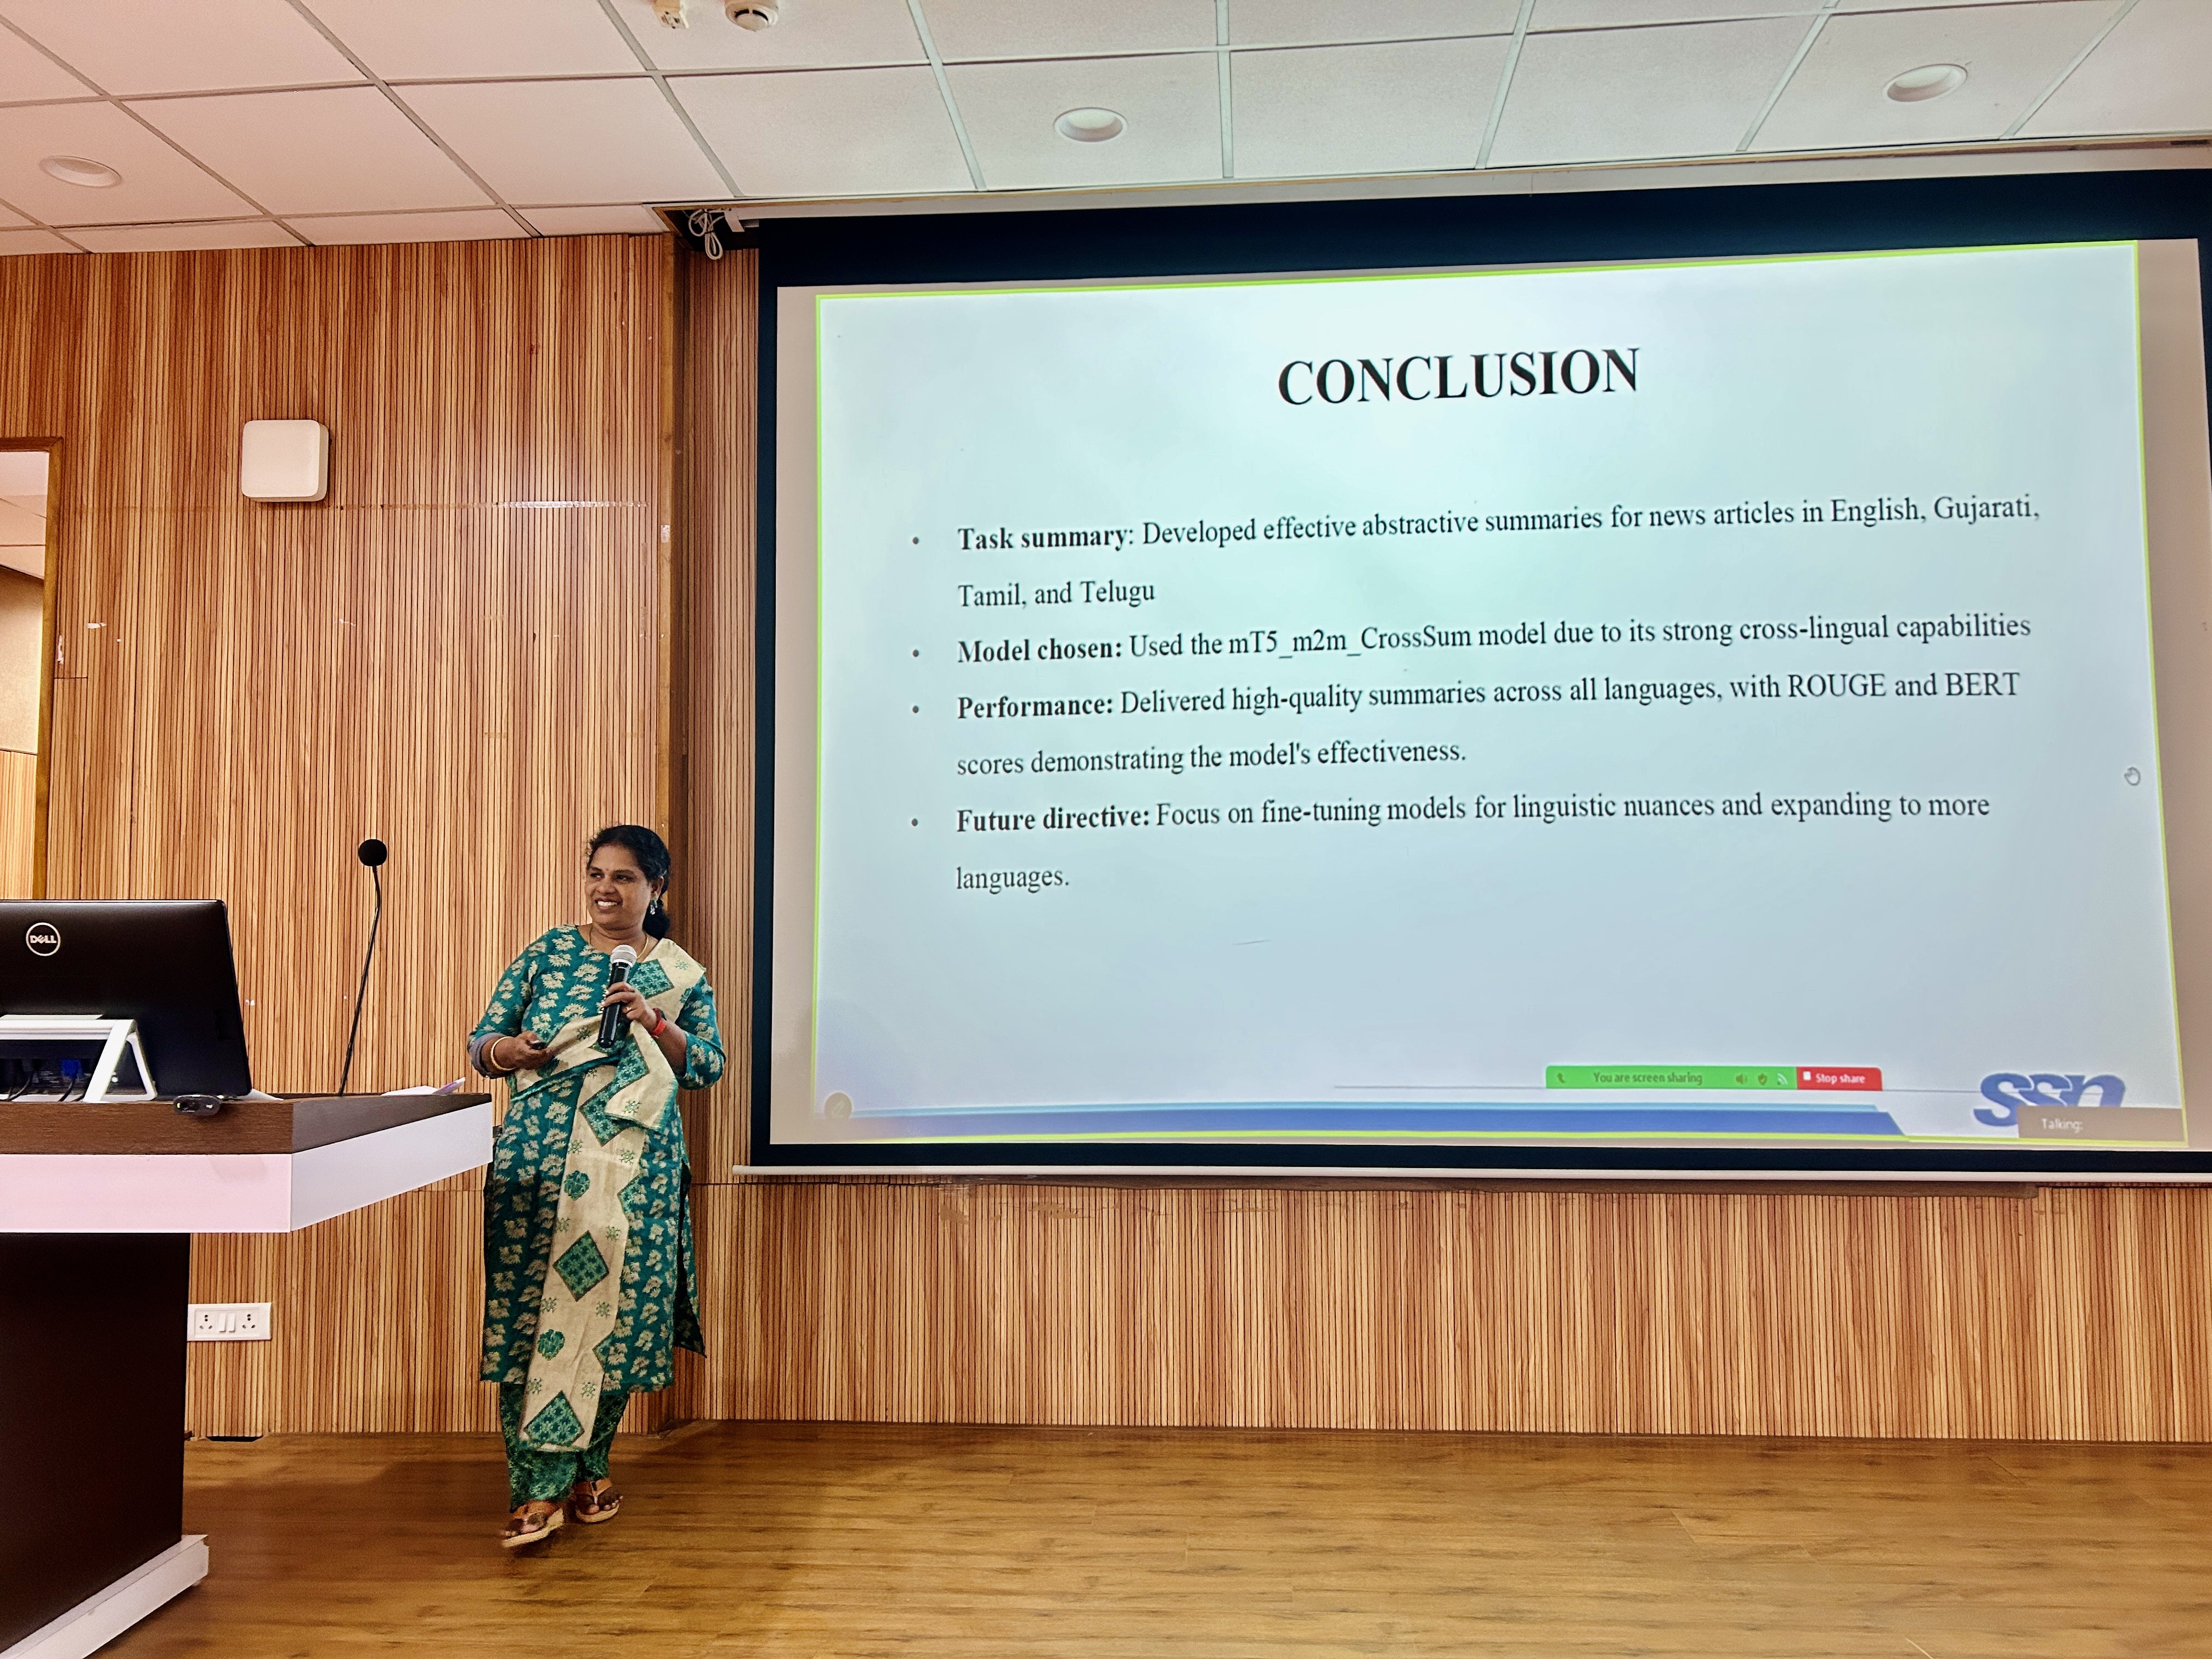 CONCLUSION
• Task summary: Developed effective abstractive summaries for news articles in English, Gujarati,
Tamil, and Telugu
• Model chosen: Used the mT5_m2m_CrossSum model due to its strong cross-lingual capabilities
• Performance: Delivered high-quality summaries across all languages, with ROUGE and BERT
scores demonstrating the model's effectiveness.
• Future directive: Focus on fine-tuning models for linguistic nuances and expanding to more
languages.
You are screen sharing
Stop share
ssn
Talking:
DELL